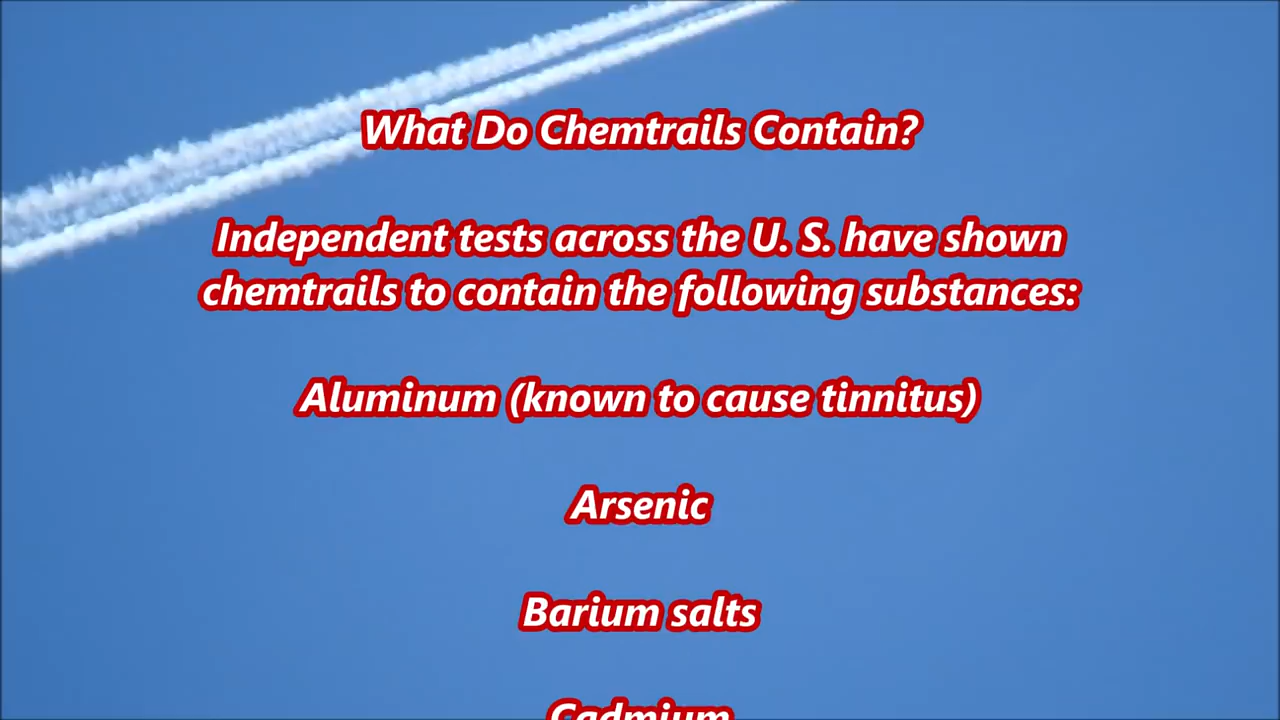 What Do Chemtrails Contain?
Independent tests across the U. S. have shown
chemtrails to contain the following substances:
Aluminum (known to cause tinnitus)
Arsenic
Barium salts
Cadmium